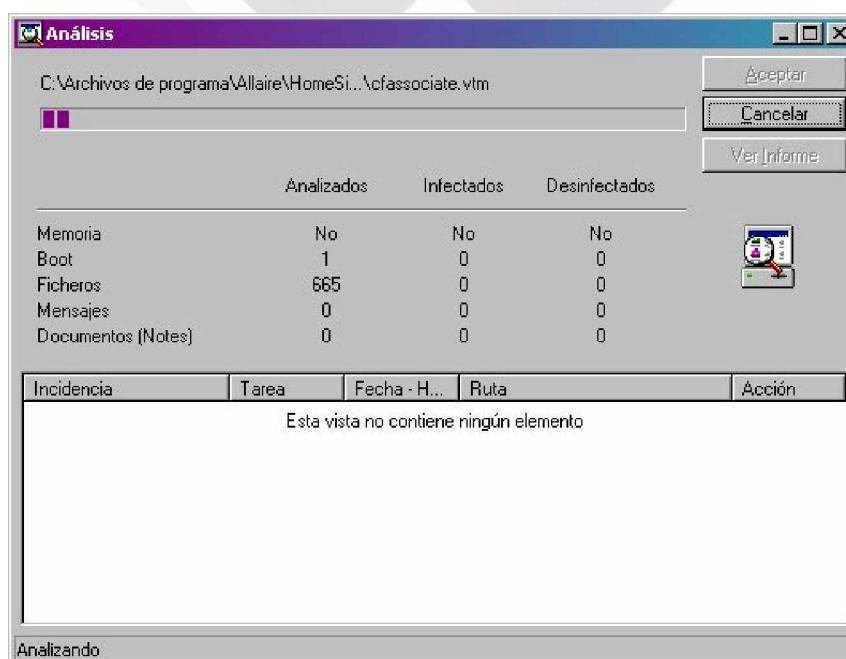 Análisis
C:\Archivos de programa\Allaire\HomeSi...\cfassociate.vtm
Aceptar
Cancelar
Ver Informe
Analizados Infectados Desinfectados
Memoria No No No
Boot 1 0 0
Ficheros 665 0 0
Mensajes 0 0 0
Documentos (Notes) 0 0 0
Incidencia Tarea Fecha - H... Ruta Acción
Esta vista no contiene ningún elemento
Analizando